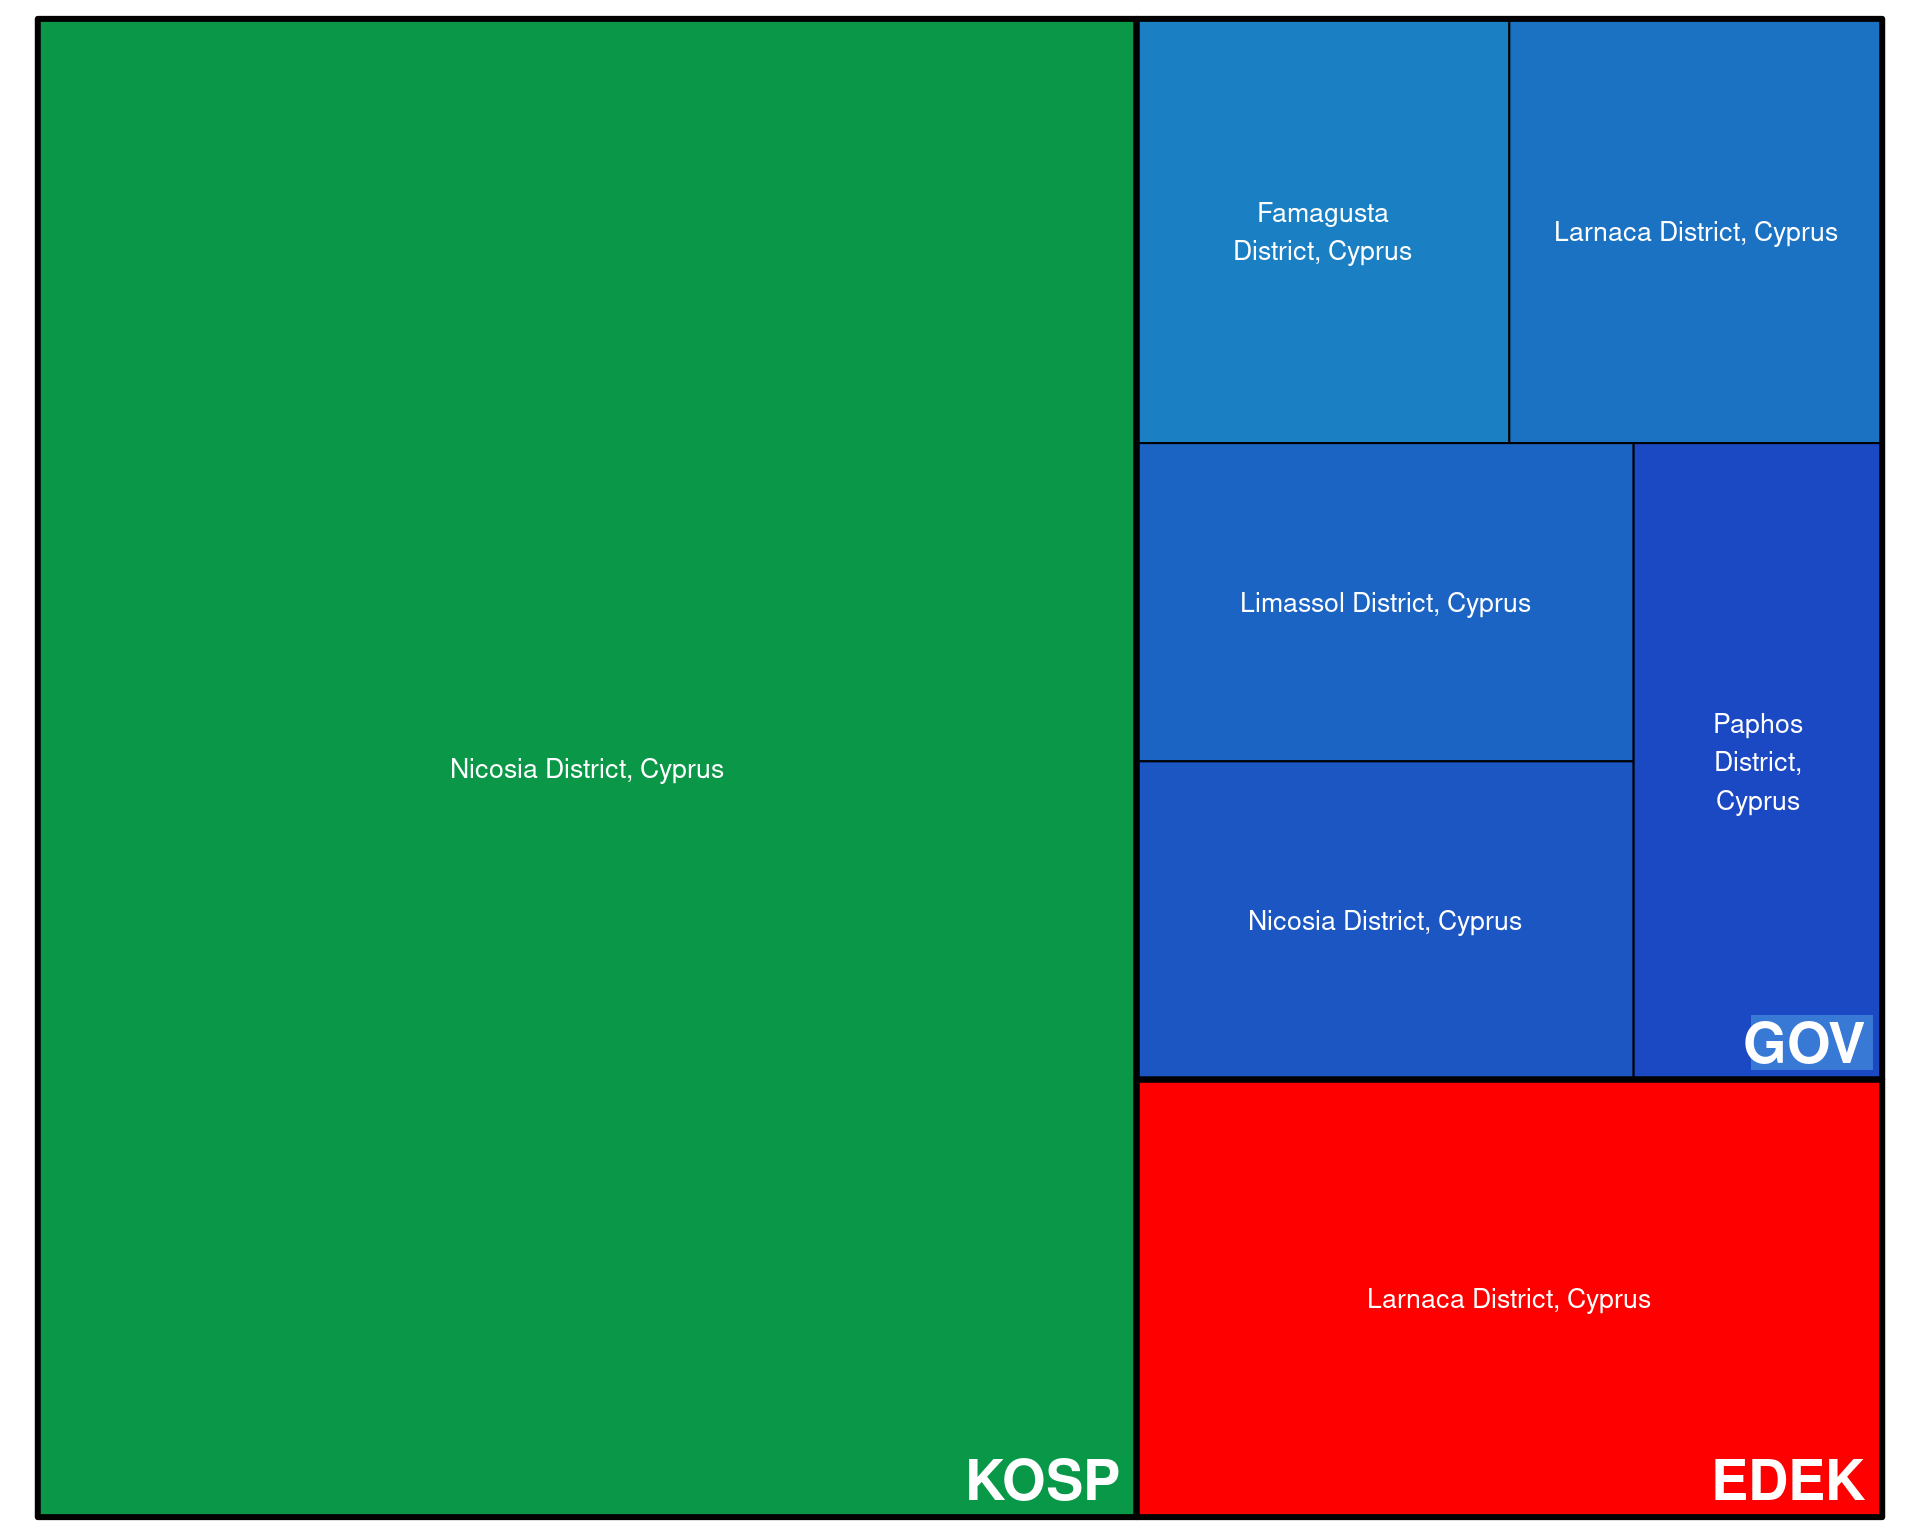 Nicosia District, Cyprus
KOSP
Famagusta
District, Cyprus
Larnaca District, Cyprus
Limassol District, Cyprus
Nicosia District, Cyprus
Paphos
District,
Cyprus
GOV
Larnaca District, Cyprus
EDEK